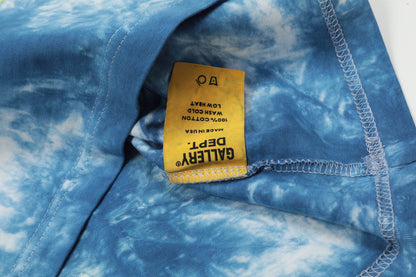 GALLERY®
DEPT.
MADE IN USA
100% COTTON
WASH COLD
LOW HEAT